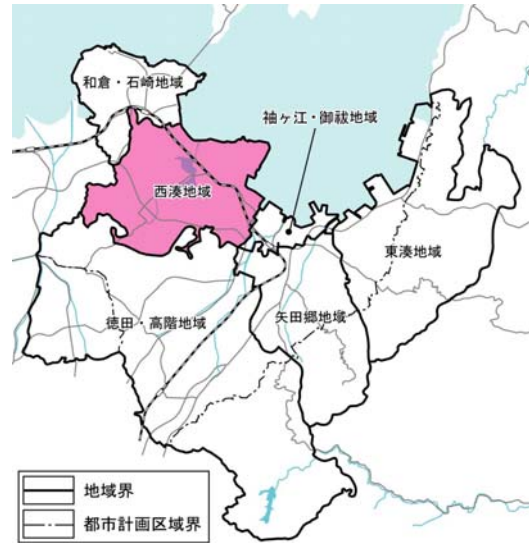 和倉・石崎地域
袖ヶ江・御祓地域
西湊地域
東湊地域
徳田・高階地域
矢田郷地域
地域界
都市計画区域界